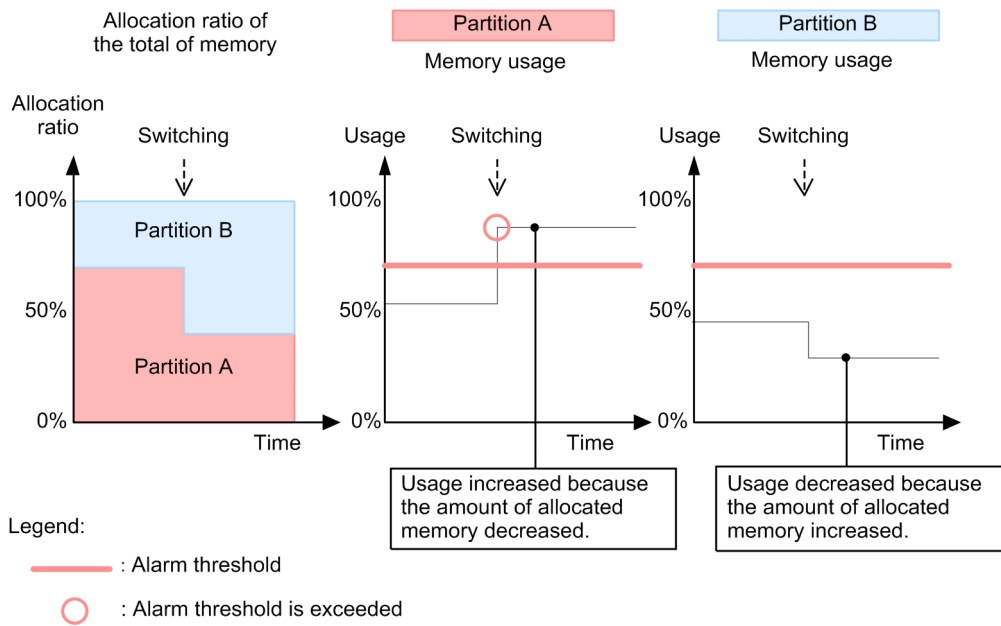 Allocation ratio of
the total of memory
Partition A
Memory usage
Partition B
Memory usage
Allocation
ratio
Switching
100%
50%
0%
Partition B
Partition A
Time
Usage
Switching
100%
50%
0%
Time
Usage increased because
the amount of allocated
memory decreased.
Usage
Switching
100%
50%
0%
Time
Usage decreased because
the amount of allocated
memory increased.
Legend:
: Alarm threshold
: Alarm threshold is exceeded